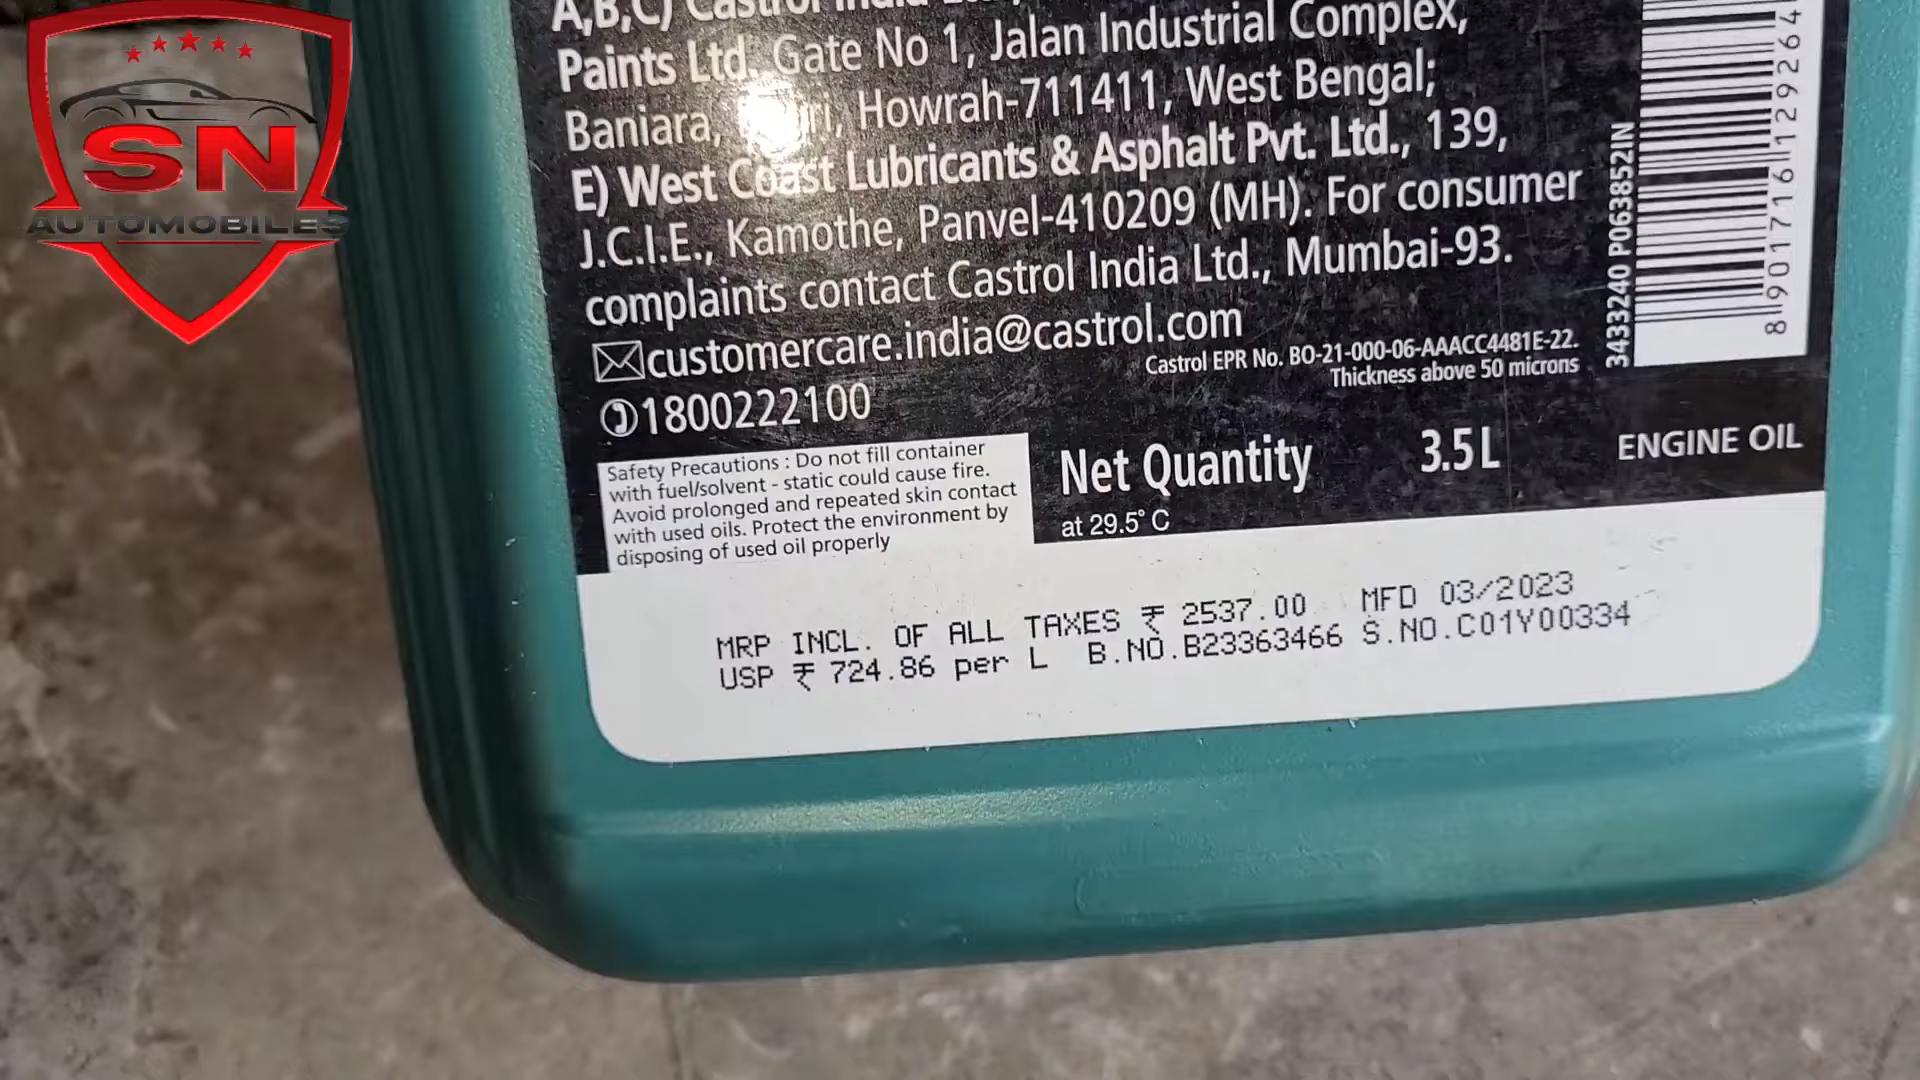 SN
AUTOMOBILES
A,B,C) Castrol India
Paints Ltd. Gate No 1, Jalan Industrial Complex,
Baniara, Howrah-711411, West Bengal;
E) West Coast Lubricants & Asphalt Pvt. Ltd., 139,
J.C.I.E., Kamothe, Panvel-410209 (MH). For consumer
complaints contact Castrol India Ltd., Mumbai-93.
customercare.india@castrol.com
1800222100
Castrol EPR No. BO-21-000-06-AAACC4481E-22.
Thickness above 50 microns
3433240 P063852IN
8 901716 129264
Safety Precautions : Do not fill container
with fuel/solvent - static could cause fire.
Avoid prolonged and repeated skin contact
with used oils. Protect the environment by
disposing of used oil properly
Net Quantity 3.5L
at 29.5° C
ENGINE OIL
MRP INCL. OF ALL TAXES ₹ 2537.00 MFD 03/2023
USP ₹ 724.86 per L B.NO.B23363466 S.NO.C01Y00334